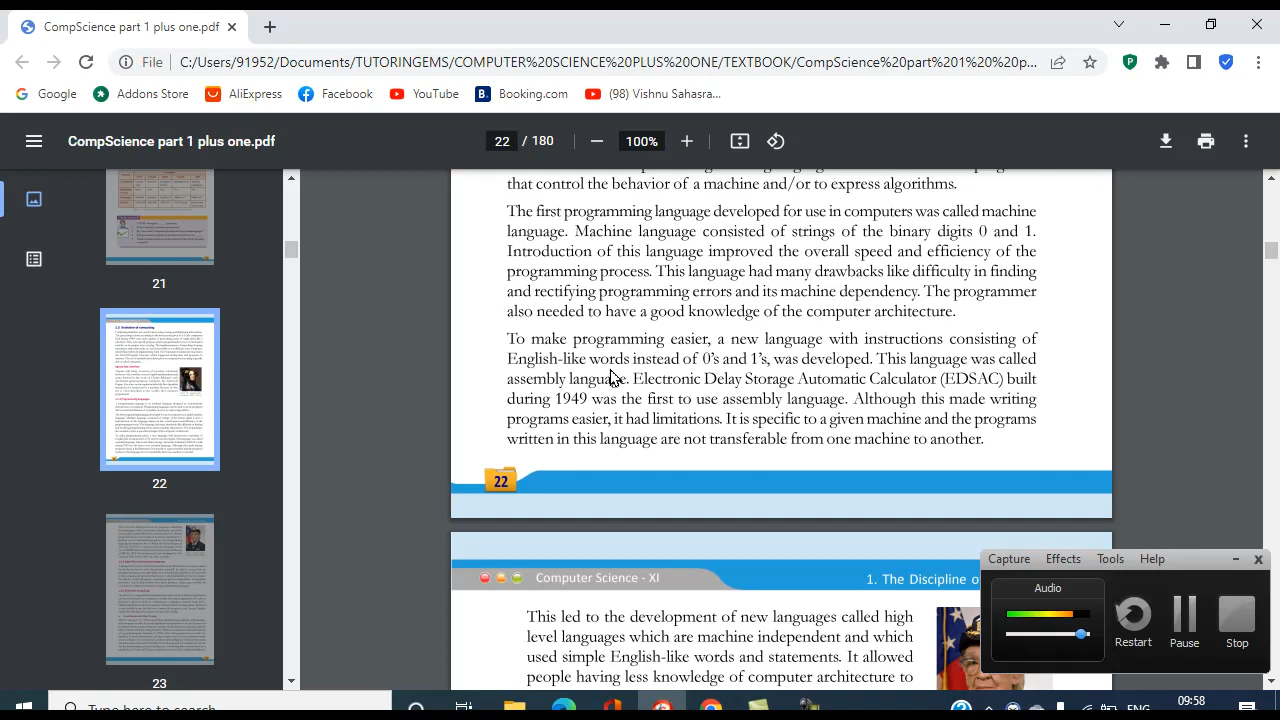 CompScience part 1 plus one.pdf
File
C:/Users/91952/Documents/TUTORINGEMS/COMPUTER%20SCIENCE%20PLUS%20ONE/TEXTBOOK/CompScience%20part%201%20%20p...
Google Addons Store AliExpress Facebook YouTube Booking.com (98) Vishnu Sahasra...
CompScience part 1 plus one.pdf
22 / 180
100%
21
22
23
that control the behavior of a machine and/or to express algorithms.
The first programming language developed for use in computers was called machine
language. Machine language consisted of strings of the binary digits 0 and 1.
Introduction of this language improved the overall speed and efficiency of the
programming process. This language had many drawbacks like difficulty in finding
and rectifying programming errors and its machine dependency. The programmer
also needed to have a good knowledge of the computer architecture.
To make programming easier, a new language with instructions consisting of
English-like words instead of 0's and 1's, was developed. This language was called
assembly language. Electronic Delay Storage Automatic Calculator (EDSAC) built
during 1949 was the first to use assembly language. Though this made writing
programs easier, it had limitations. It is specific to a given machine and the programs
written in this language are not transferable from one machine to another.
22
Computer Science - XI
1. The Discipline o
This led to the development of new languages called high
level languages which are machine independent and which
used simple English-like words and statements. It allowed
people having less knowledge of computer architecture to
Effects Tools Help
Audio
Restart Pause Stop
Type here to search
ENG
09:58